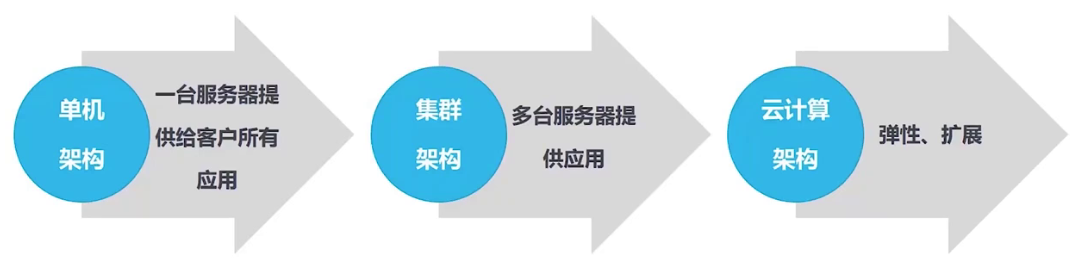 单机
架构
一台服务器提
供给客户所有
应用
集群
架构
多台服务器提
供应用
云计算
架构
弹性、扩展